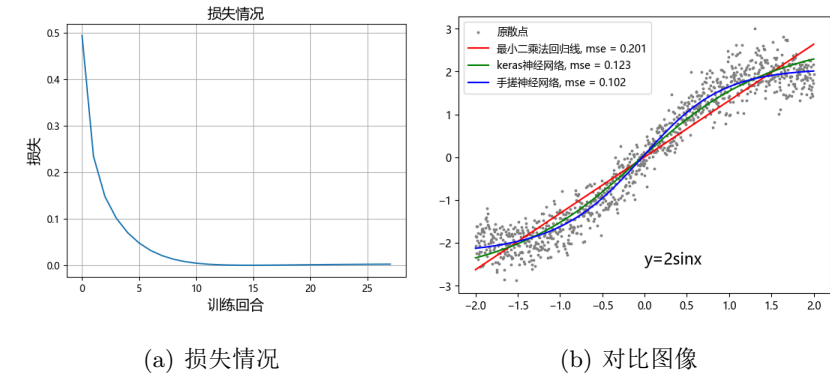 损失情况
损失
0.5
0.4
0.3
0.2
0.1
0.0
0 5 10 15 20 25
训练回合
(a) 损失情况
原散点
最小二乘法回归线, mse = 0.201
keras神经网络, mse = 0.123
手搓神经网络, mse = 0.102
3
2
1
0
−1
−2
−3
y=2sinx
−2.0 −1.5 −1.0 −0.5 0.0 0.5 1.0 1.5 2.0
(b) 对比图像